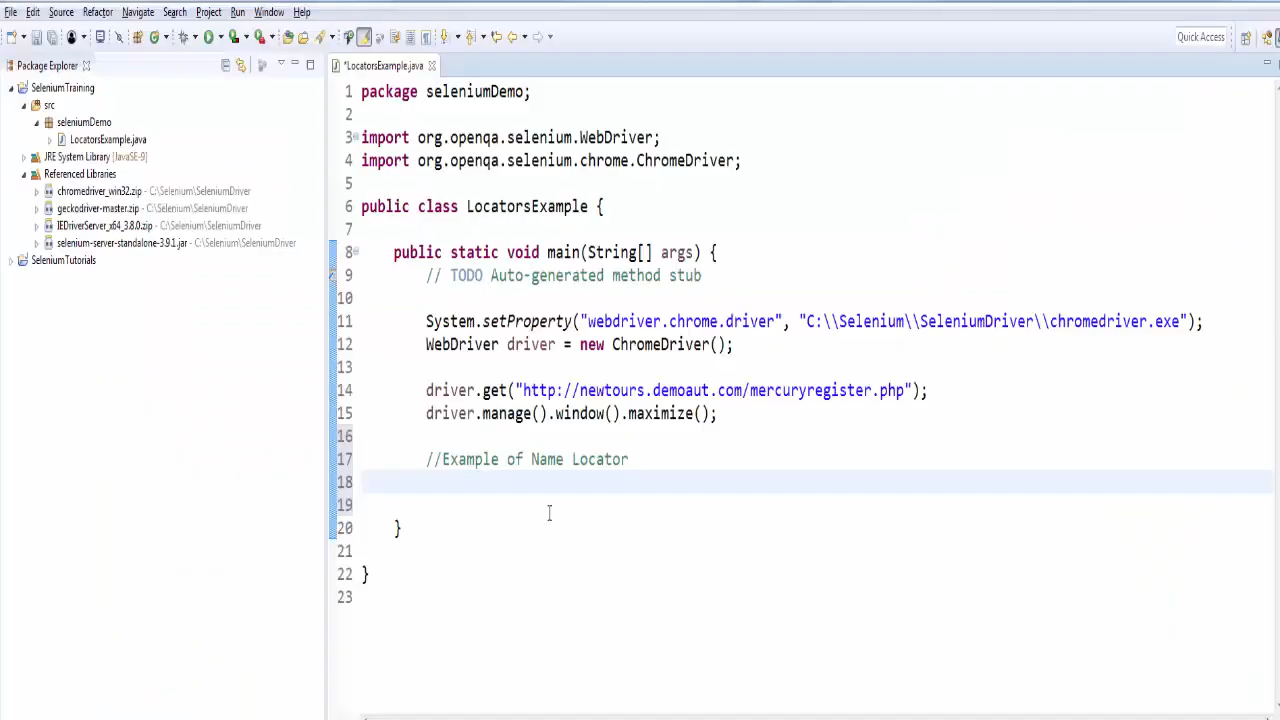 File Edit Source Refactor Navigate Search Project Run Window Help
Quick Access
Package Explorer
*LocatorsExample.java
SeleniumTraining
src
seleniumDemo
LocatorsExample.java
JRE System Library [JavaSE-9]
Referenced Libraries
chromedriver_win32.zip - C:\Selenium\SeleniumDriver
geckodriver-master.zip - C:\Selenium\SeleniumDriver
IEDriverServer_x64_3.8.0.zip - C:\Selenium\SeleniumDriver
selenium-server-standalone-3.9.1.jar - C:\Selenium\SeleniumDriver
SeleniumTutorials
1 package seleniumDemo;
2
3 import org.openqa.selenium.WebDriver;
4 import org.openqa.selenium.chrome.ChromeDriver;
5
6 public class LocatorsExample {
7
8 public static void main(String[] args) {
9 // TODO Auto-generated method stub
10
11 System.setProperty("webdriver.chrome.driver", "C:\\Selenium\\SeleniumDriver\\chromedriver.exe");
12 WebDriver driver = new ChromeDriver();
13
14 driver.get("http://newtours.demoaut.com/mercuryregister.php");
15 driver.manage().window().maximize();
16
17 //Example of Name Locator
18
19
20 }
21
22 }
23